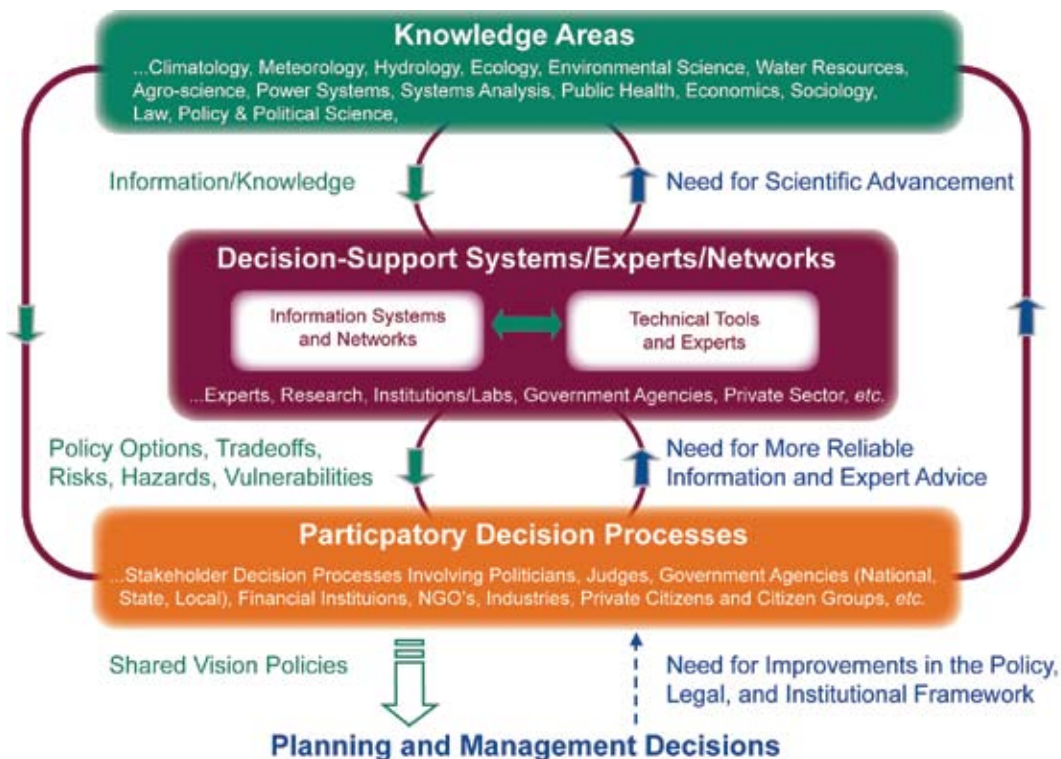 Knowledge Areas
...Climatology, Meteorology, Hydrology, Ecology, Environmental Science, Water Resources,
Agro-science, Power Systems, Systems Analysis, Public Health, Economics, Sociology,
Law, Policy & Political Science,
Information/Knowledge
Need for Scientific Advancement
Decision-Support Systems/Experts/Networks
Information Systems
and Networks
Technical Tools
and Experts
...Experts, Research, Institutions/Labs, Government Agencies, Private Sector, etc.
Policy Options, Tradeoffs,
Risks, Hazards, Vulnerabilities
Need for More Reliable
Information and Expert Advice
Particpatory Decision Processes
...Stakeholder Decision Processes Involving Politicians, Judges, Government Agencies (National,
State, Local), Financial Instituions, NGO's, Industries, Private Citizens and Citizen Groups, etc.
Shared Vision Policies
Need for Improvements in the Policy,
Legal, and Institutional Framework
Planning and Management Decisions